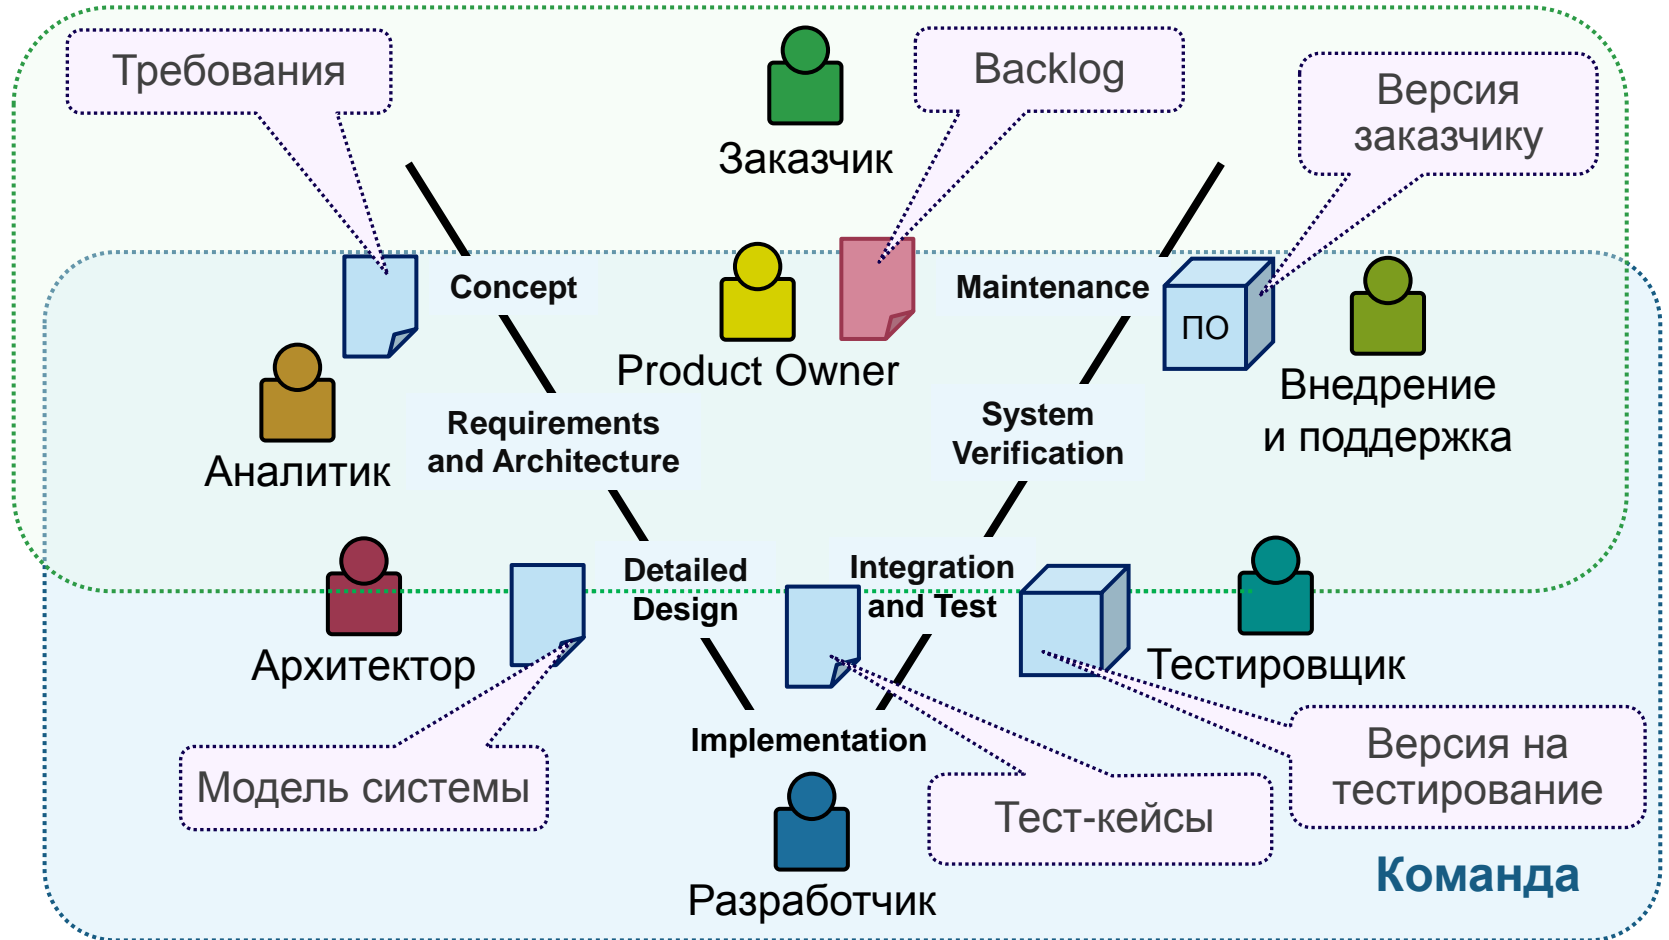 Требования
Backlog
Версия
заказчику
Заказчик
Concept
Maintenance
ПО
Product Owner
Внедрение
и поддержка
Requirements
and Architecture
System
Verification
Аналитик
Detailed
Design
Integration
and Test
Архитектор
Тестировщик
Implementation
Модель системы
Тест-кейсы
Версия на
тестирование
Разработчик
Команда